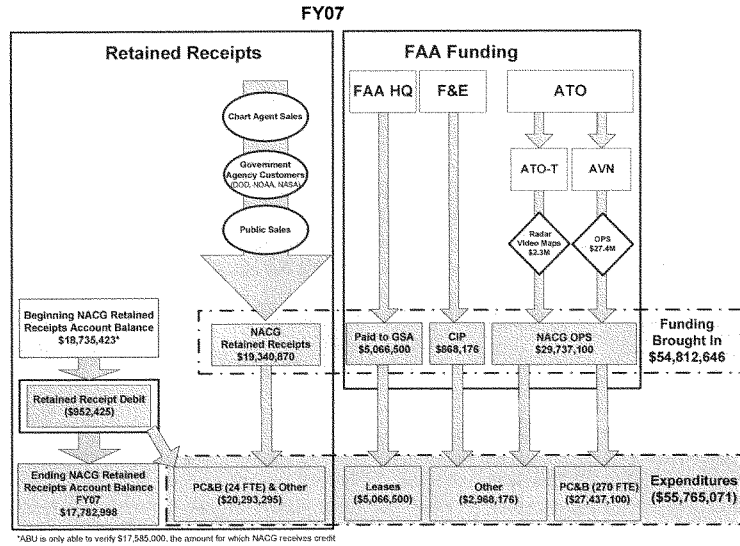 FY07
Retained Receipts
FAA Funding
FAA HQ
F&E
ATO
Chart Agent Sales
Government
Agency Customers
(DOD, NOAA, NASA)
Public Sales
ATO-T
AVN
Radar
Video Maps
$2.3M
OPS
$27.4M
Beginning NACG Retained
Receipts Account Balance
$18,735,423*
NACG
Retained Receipts
$19,340,870
Paid to GSA
$5,066,500
CIP
$868,176
NACG OPS
$29,737,100
Funding
Brought In
$54,812,646
Retained Receipt Debit
($952,425)
Ending NACG Retained
Receipts Account Balance
FY07
$17,782,998
PC&B (24 FTE) & Other
($20,293,295)
Leases
($5,066,500)
Other
($2,968,176)
PC&B (270 FTE)
($27,437,100)
Expenditures
($55,765,071)
*ABU is only able to verify $17,585,000, the amount for which NACG receives credit